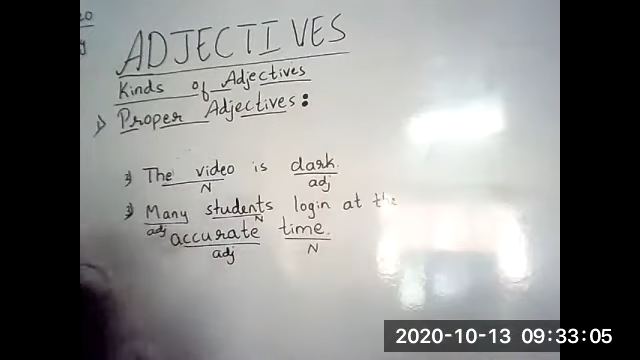 ADJECTIVES
Kinds of Adjectives
Proper Adjectives:
The video is dark.
N adj
Many students login at the
adj N
accurate time.
adj N
2020-10-13 09:33:05